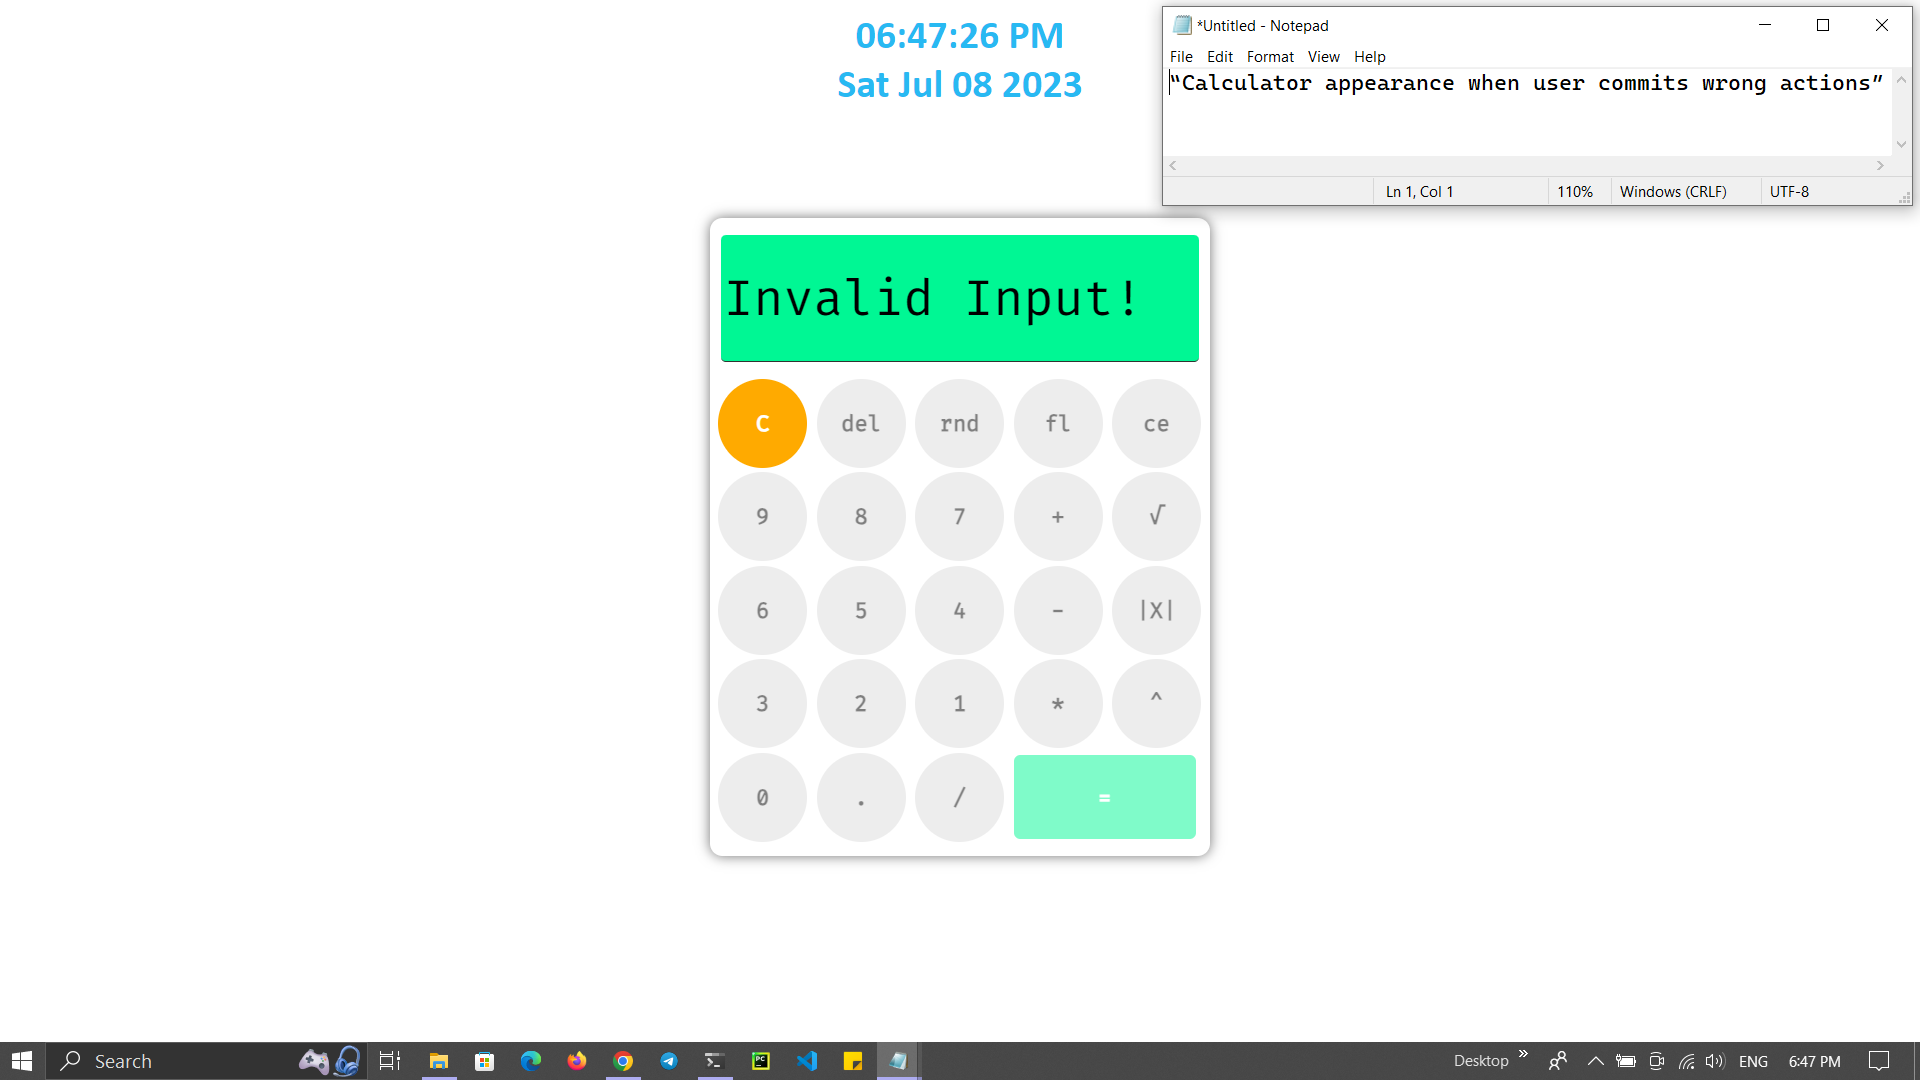 06:47:26 PM
Sat Jul 08 2023
*Untitled - Notepad
File Edit Format View Help
“Calculator appearance when user commits wrong actions”
Ln 1, Col 1 110% Windows (CRLF) UTF-8
Invalid Input!
C del rnd fl ce
9 8 7 + √
6 5 4 - |X|
3 2 1 * ^
0 . / =
Search PC Desktop » ENG 6:47 PM